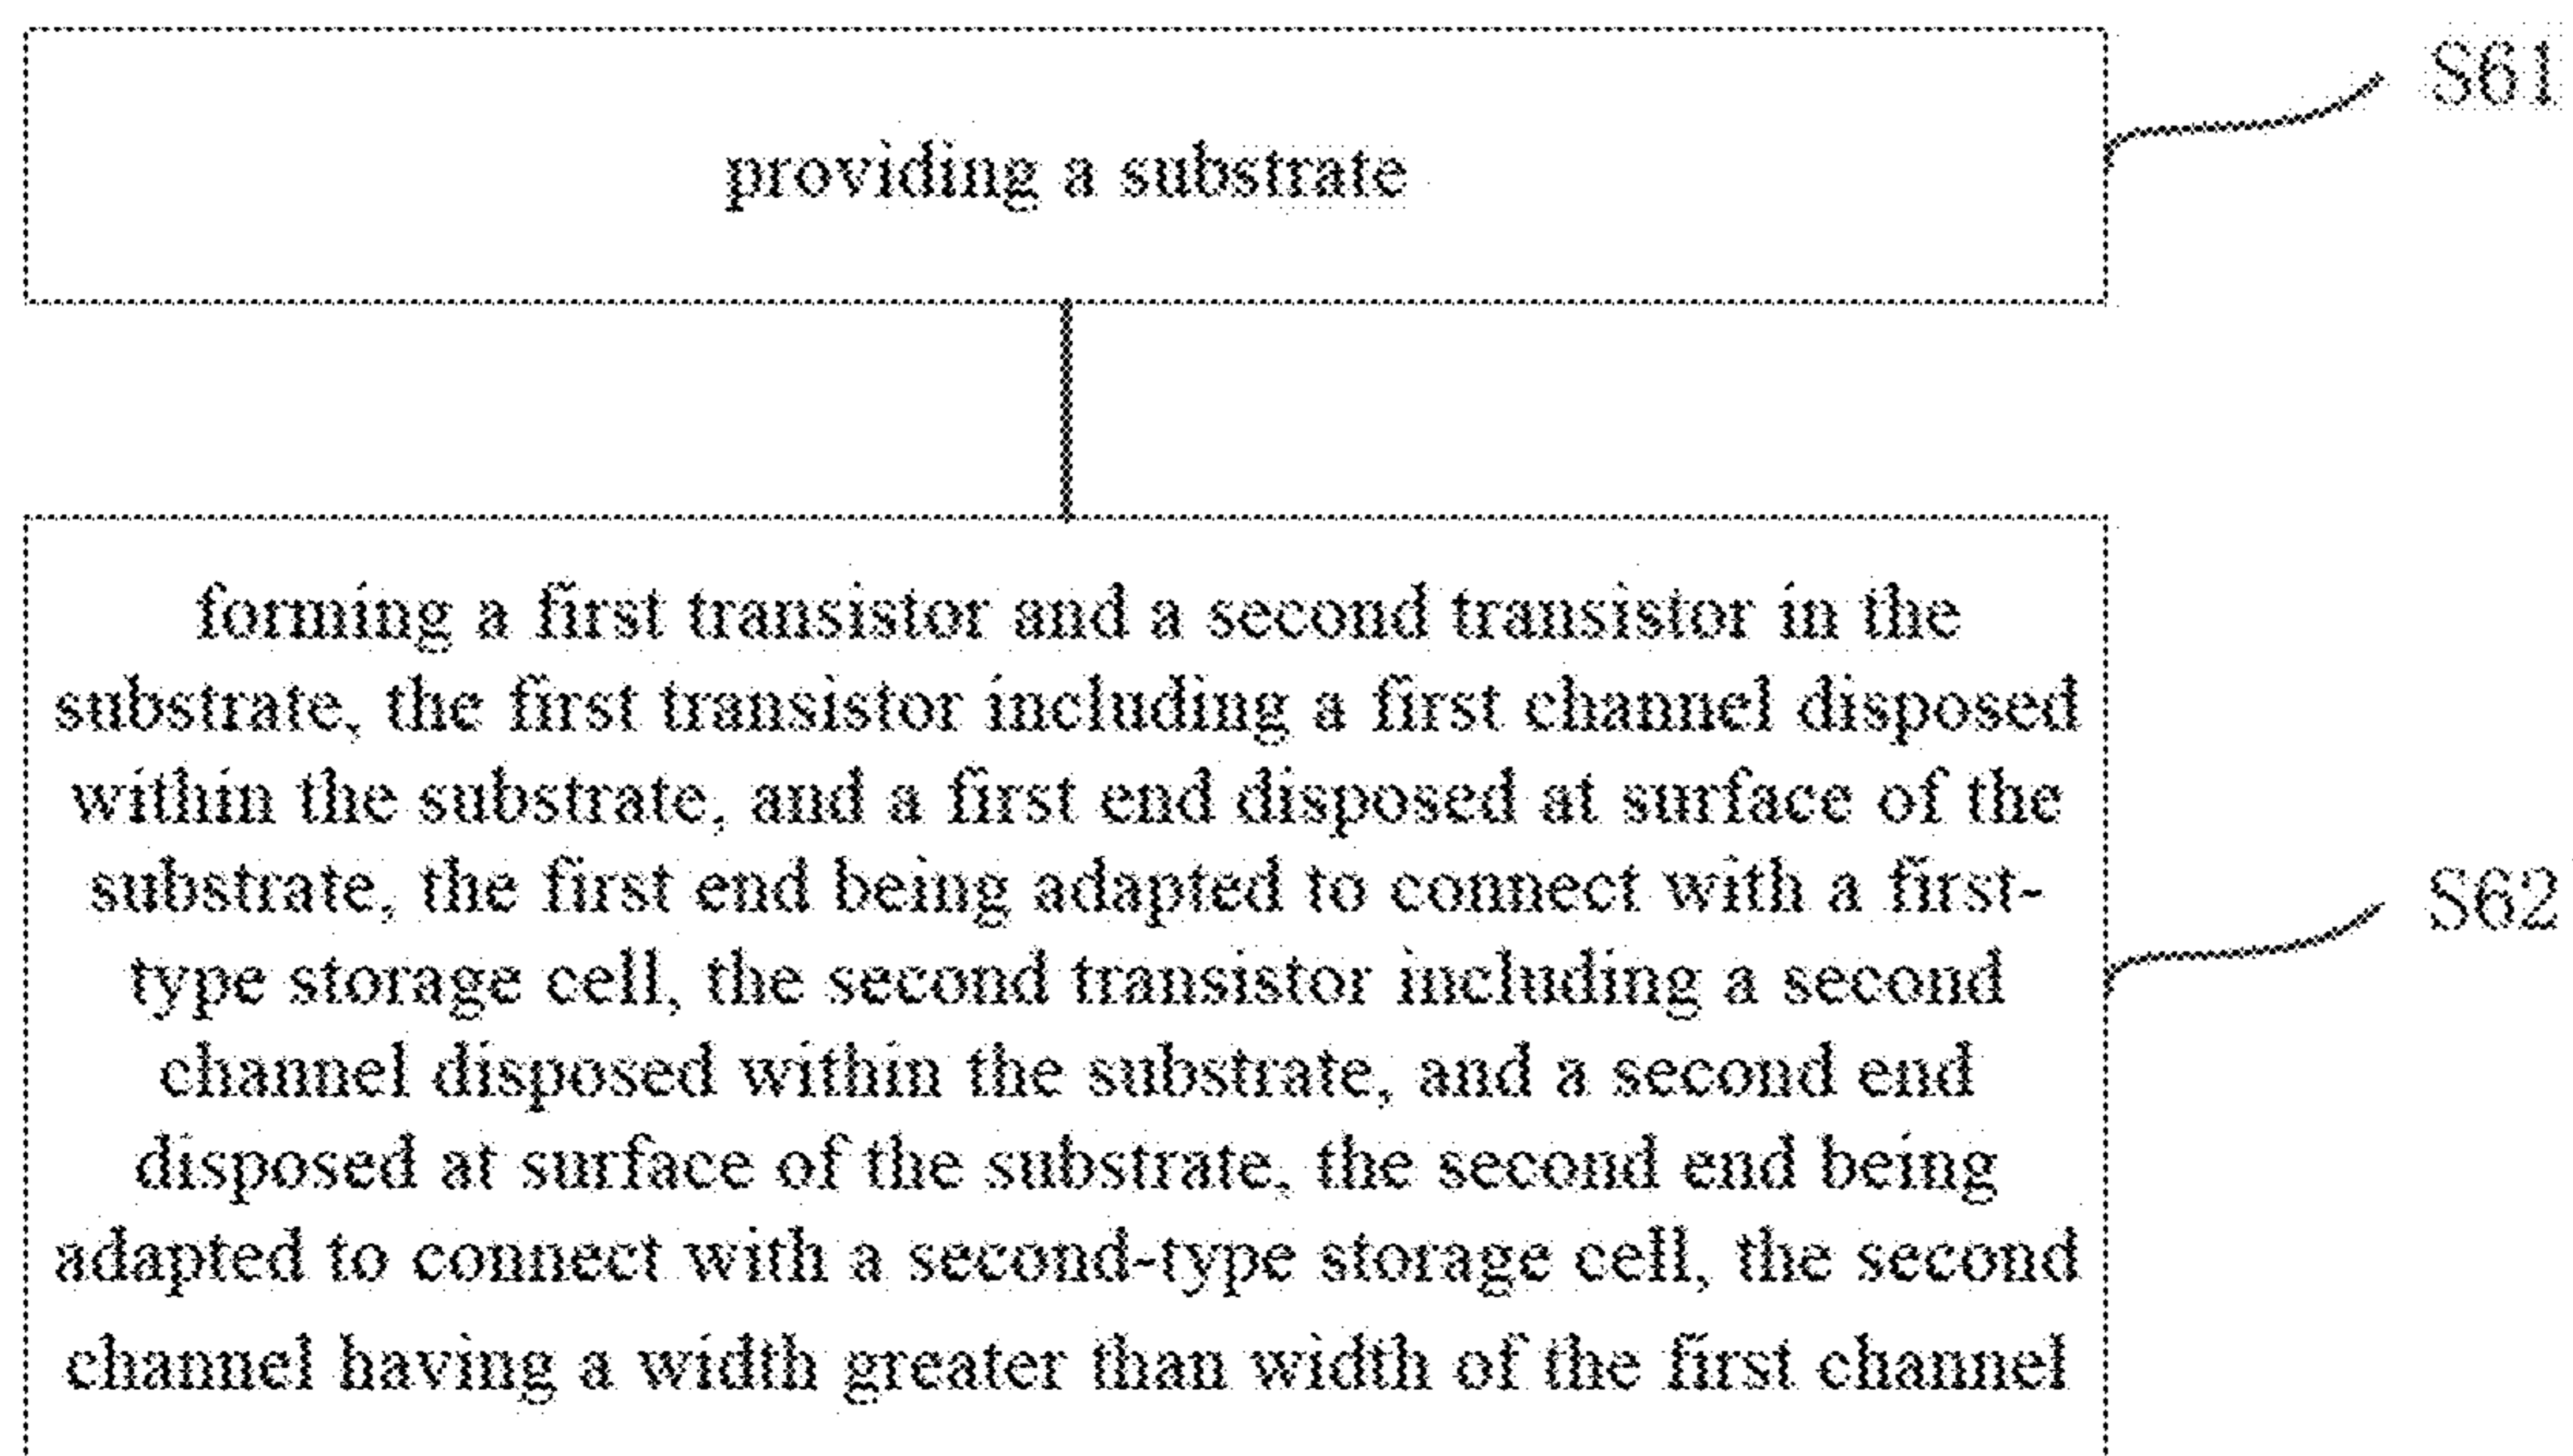 S61
providing a substrate
forming a first transistor and a second transistor in the
substrate, the first transistor including a first channel disposed
within the substrate, and a first end disposed at surface of the
substrate, the first end being adapted to connect with a first-
type storage cell, the second transistor including a second
channel disposed within the substrate, and a second end
disposed at surface of the substrate, the second end being
adapted to connect with a second-type storage cell, the second
channel having a width greater than width of the first channel
S62